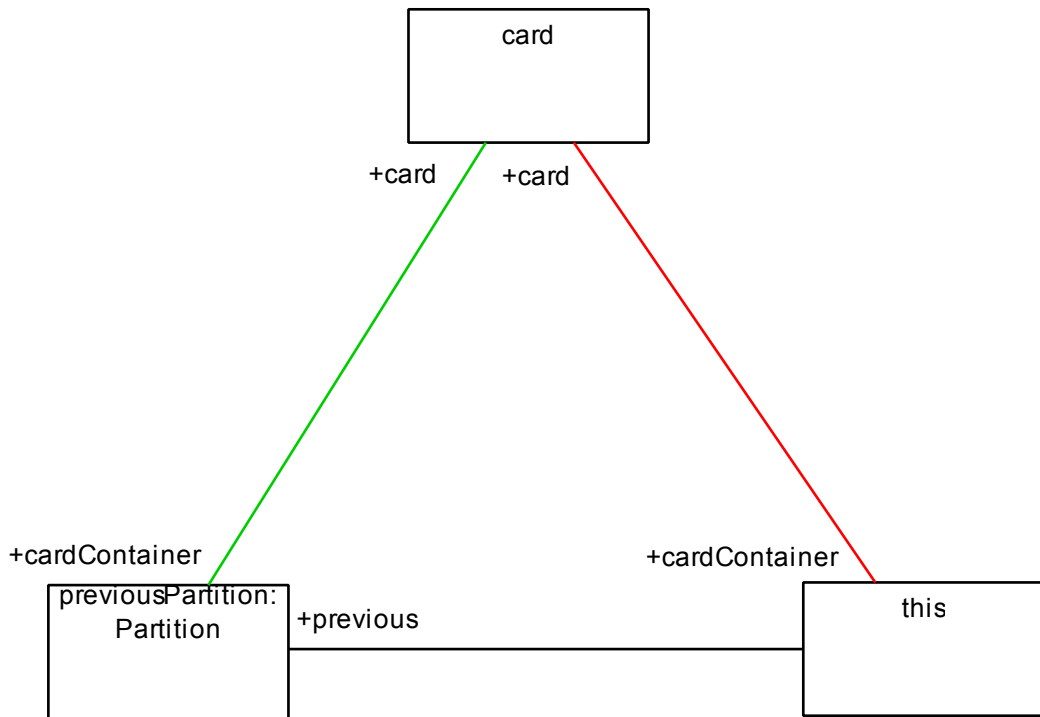 card
+card
+card
+cardContainer
+cardContainer
previousPartition:
Partition
+previous
this